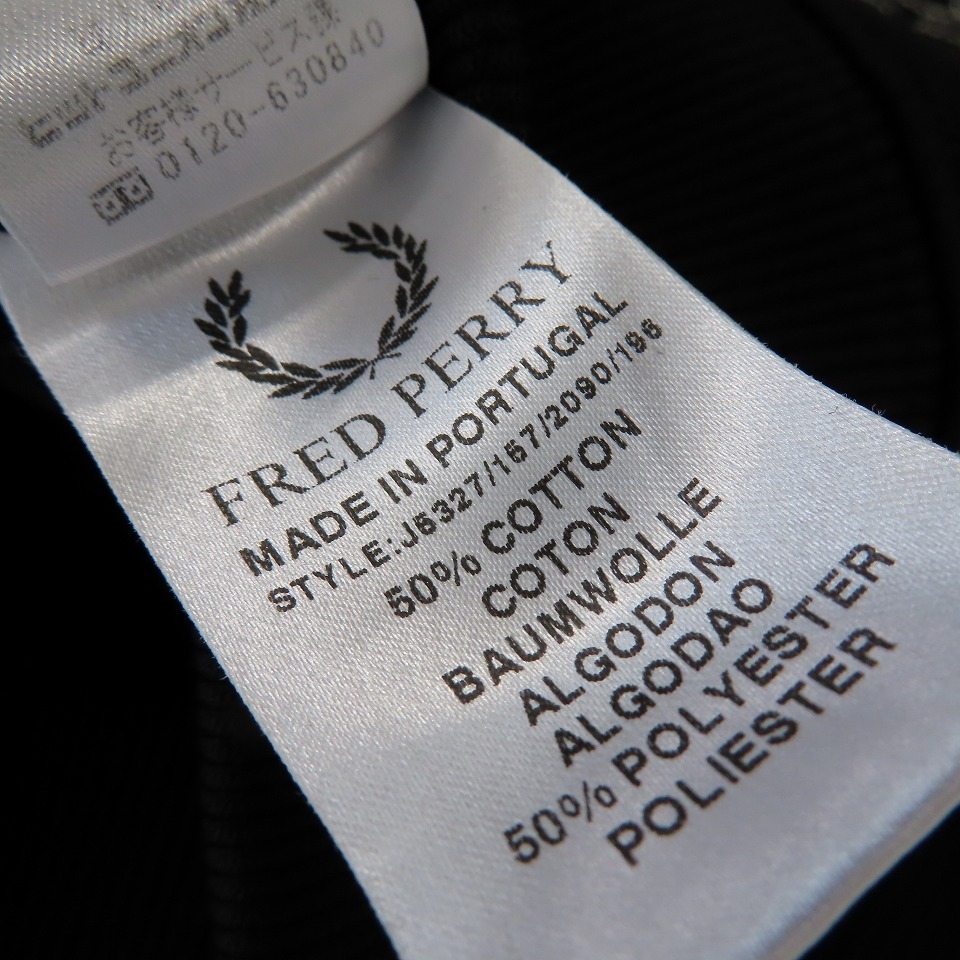 お客様サービス係
0120-630840
FRED PERRY
MADE IN PORTUGAL
STYLE:J6327/167/2090/196
50% COTTON
COTON
BAUMWOLLE
ALGODON
ALGODAO
50% POLYESTER
POLIESTER